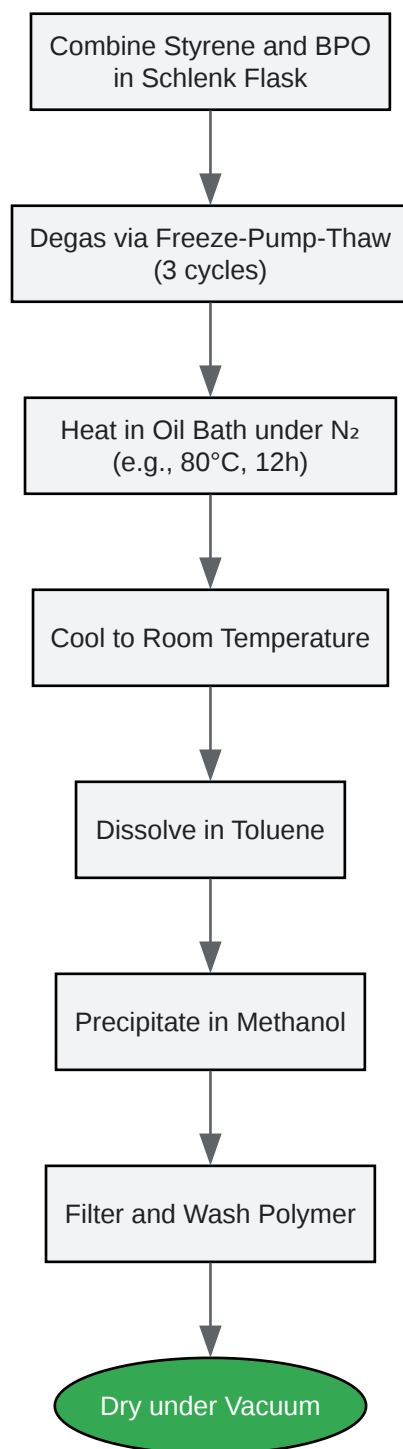 Combine Styrene and BPO
in Schlenk Flask
Degas via Freeze-Pump-Thaw
(3 cycles)
Heat in Oil Bath under N₂
(e.g., 80°C, 12h)
Cool to Room Temperature
Dissolve in Toluene
Precipitate in Methanol
Filter and Wash Polymer
Dry under Vacuum